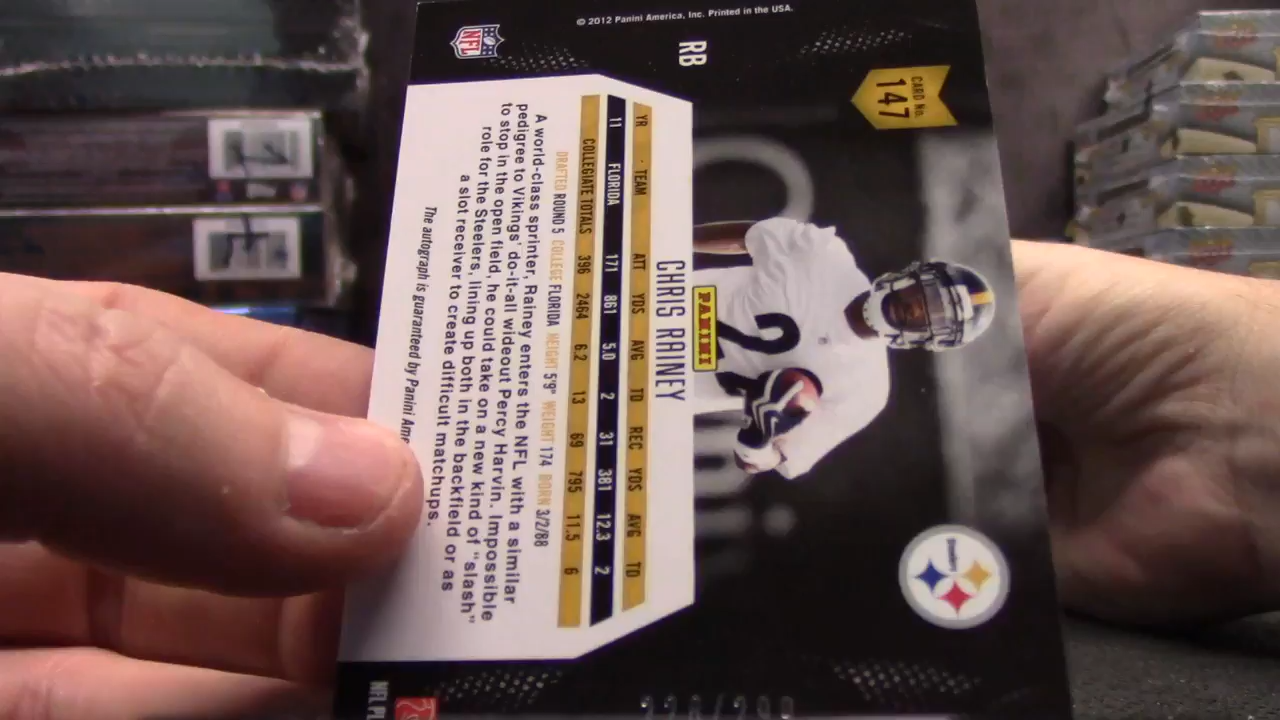 © 2012 Panini America, Inc. Printed in the USA.
NFL
RB
CARD No.
147
Steelers
2
PANINI
CHRIS RAINEY
YR TEAM ATT YDS AVG TD REC YDS AVG TD
11 FLORIDA 171 861 5.0 2 31 381 12.3 2
COLLEGIATE TOTALS 396 2464 6.2 13 69 795 11.5 6
DRAFTED ROUND 5 COLLEGE FLORIDA HEIGHT 5'9" WEIGHT 174 BORN 3/2/88
A world-class sprinter, Rainey enters the NFL with a similar
pedigree to Vikings' do-it-all wideout Percy Harvin. Impossible
to stop in the open field, he could take on a new kind of "slash"
role for the Steelers, lining up both in the backfield or as
a slot receiver to create difficult matchups.
The autograph is guaranteed by Panini Ame
NFL PL